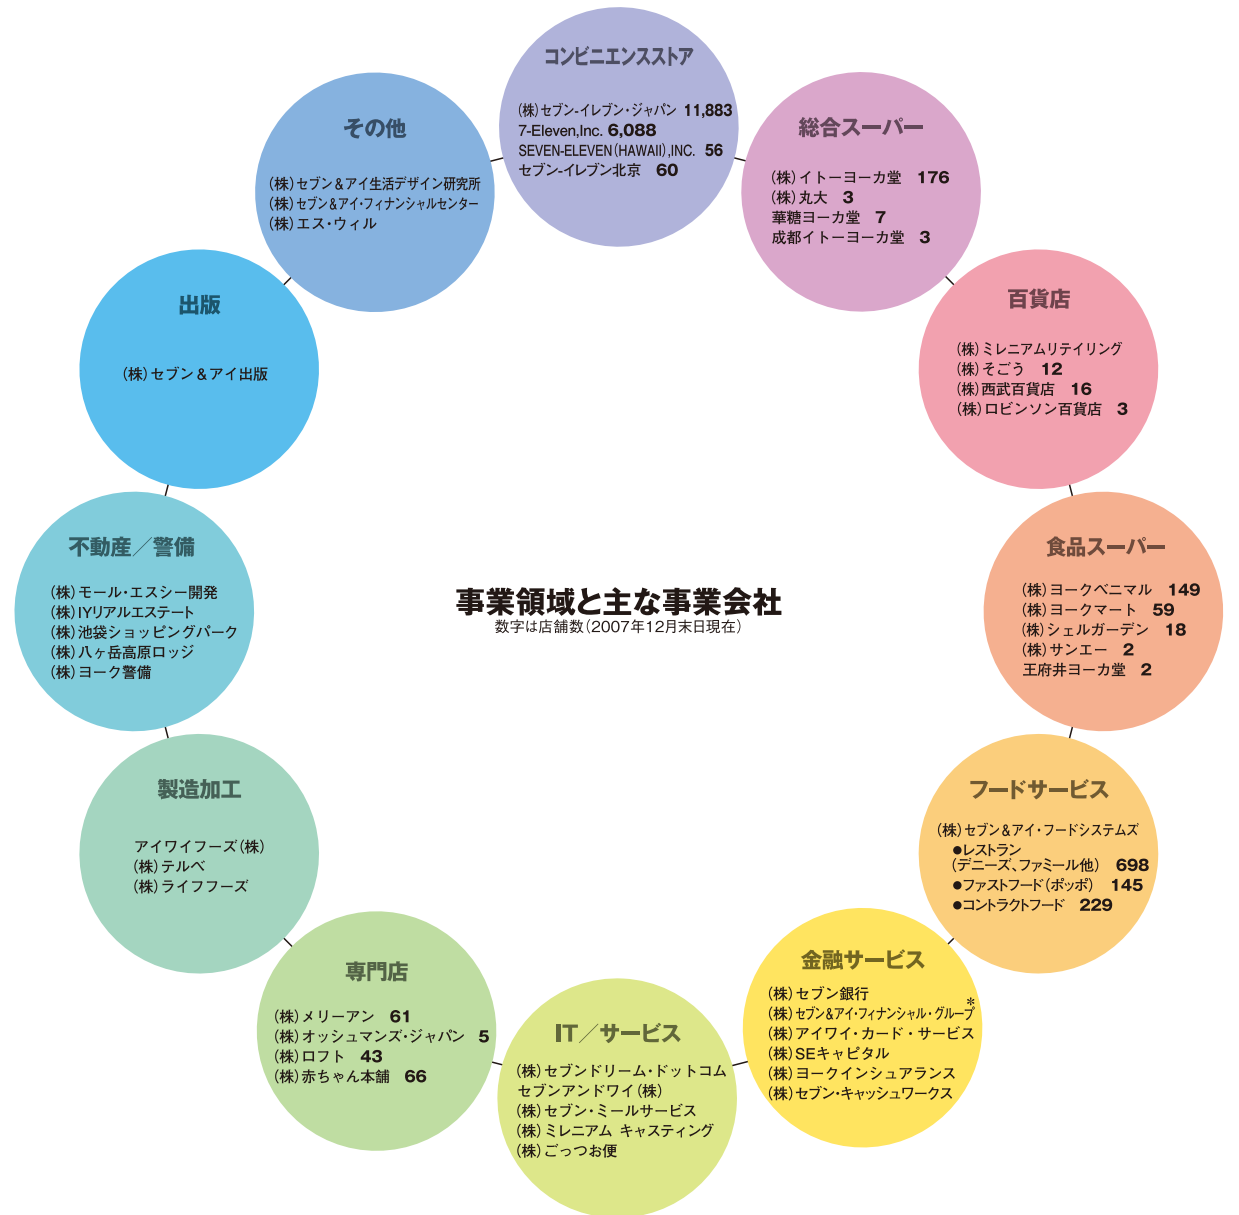 事業領域と主な事業会社
数字は店舗数(2007年12月末日現在)
コンビニエンスストア
(株)セブン-イレブン・ジャパン 11,883
7-Eleven,Inc. 6,088
SEVEN-ELEVEN(HAWAII),INC. 56
セブン-イレブン北京 60
総合スーパー
(株)イトーヨーカ堂 176
(株)丸大 3
華糖ヨーカ堂 7
成都イトーヨーカ堂 3
百貨店
(株)ミレニアムリテイリング
(株)そごう 12
(株)西武百貨店 16
(株)ロビンソン百貨店 3
食品スーパー
(株)ヨークベニマル 149
(株)ヨークマート 59
(株)シェルガーデン 18
(株)サンエー 2
王府井ヨーカ堂 2
フードサービス
(株)セブン&アイ・フードシステムズ
●レストラン
(デニーズ、ファミール他) 698
●ファストフード(ポッポ) 145
●コントラクトフード 229
金融サービス
(株)セブン銀行
(株)セブン&アイ・フィナンシャル・グループ*
(株)アイワイ・カード・サービス
(株)SEキャピタル
(株)ヨークインシュアランス
(株)セブン・キャッシュワークス
IT/サービス
(株)セブンドリーム・ドットコム
セブンアンドワイ(株)
(株)セブン・ミールサービス
(株)ミレニアム キャスティング
(株)ごっつお便
専門店
(株)メリーアン 61
(株)オッシュマンズ・ジャパン 5
(株)ロフト 43
(株)赤ちゃん本舗 66
製造加工
アイワイフーズ(株)
(株)テルベ
(株)ライフフーズ
不動産/警備
(株)モール・エスシー開発
(株)IYリアルエステート
(株)池袋ショッピングパーク
(株)八ヶ岳高原ロッジ
(株)ヨーク警備
出版
(株)セブン&アイ出版
その他
(株)セブン&アイ生活デザイン研究所
(株)セブン&アイ・フィナンシャルセンター
(株)エス・ウィル